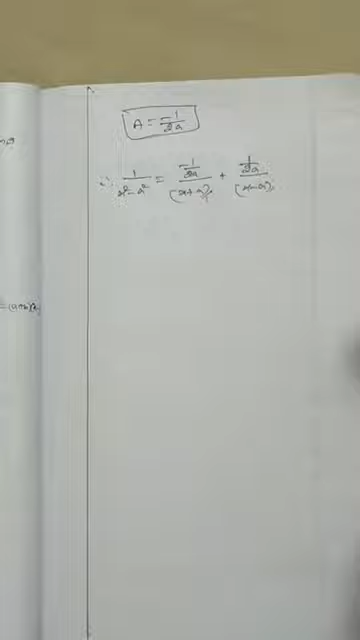 A = -1/2a
∴ 1/x²-a² = -1/2a/(x+a) + 1/2a/(x-a)